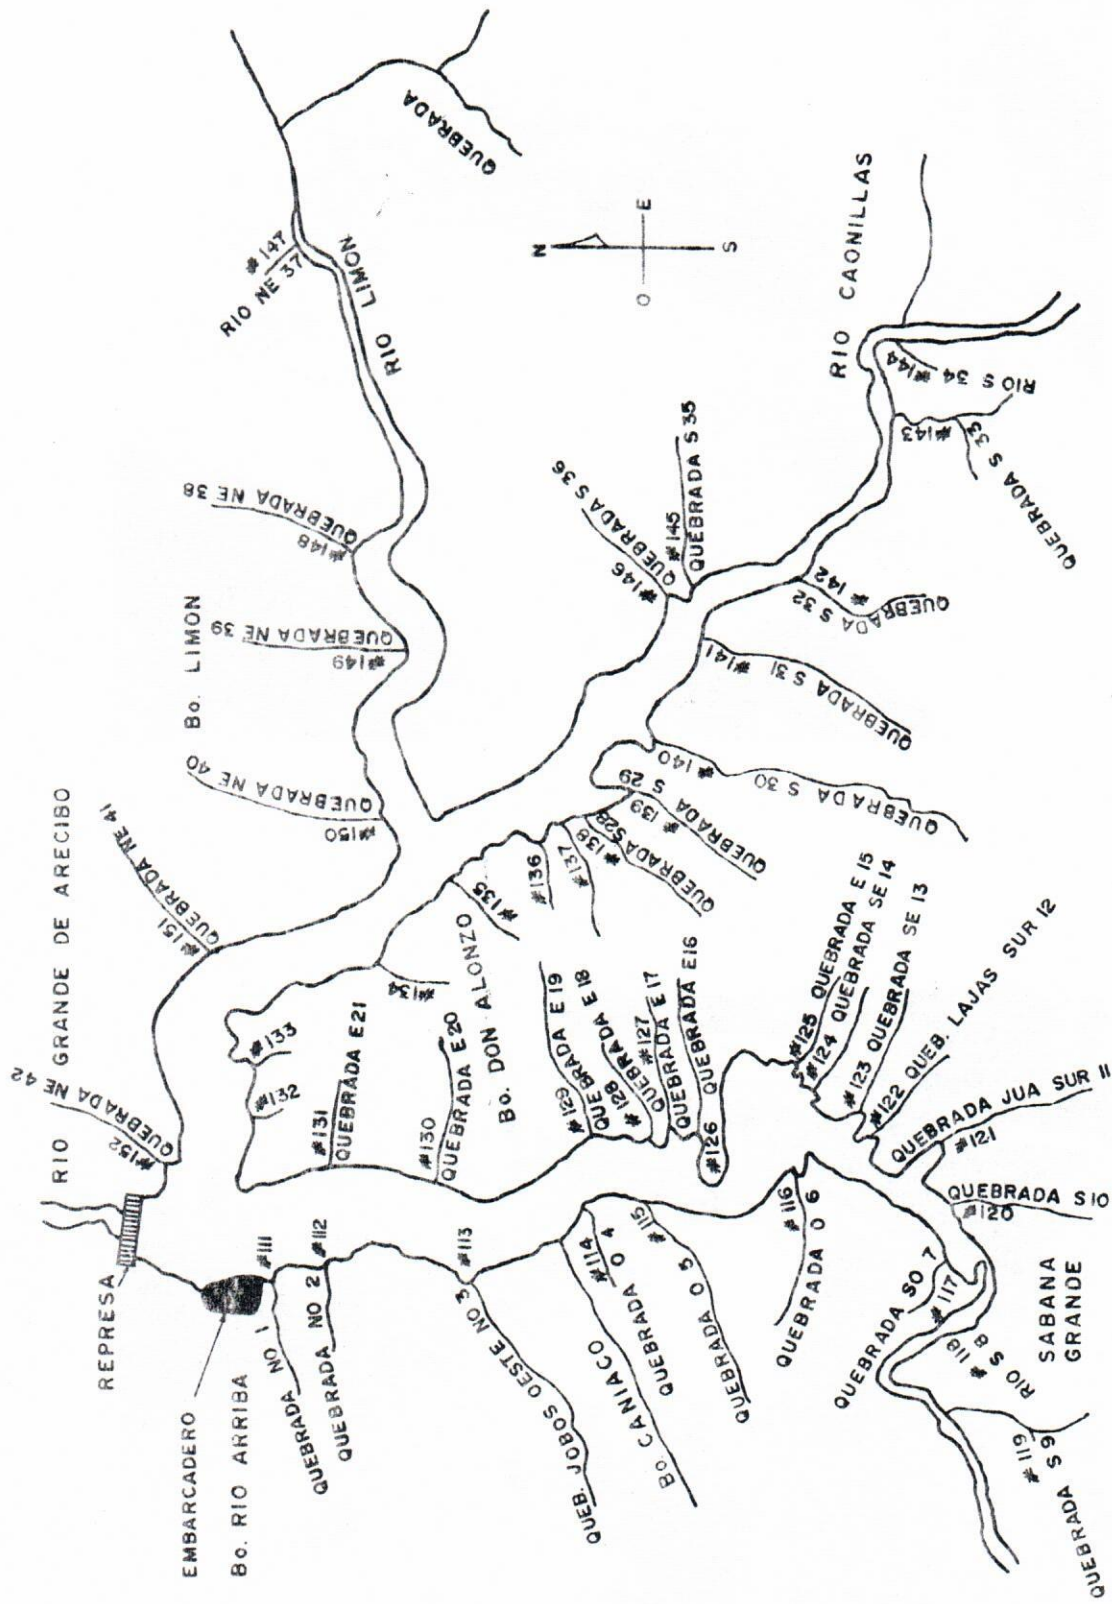 RIO GRANDE DE ARECIBO
REPRESA
EMBARCADERO
Bo. RIO ARRIBA
#111
QUEBRADA NO 1
#112
QUEBRADA NO 2
#113
QUEB. JOBOS OESTE NO 3
#114
QUEBRADA O 4
Bo. CANIACO
#115
QUEBRADA O 5
#116
QUEBRADA O 6
QUEBRADA SO 7
#117
#118
RIO S 8
#119
QUEBRADA S 9
SABANA
GRANDE
QUEBRADA S 10
#120
QUEBRADA JUA SUR 11
#121
#122 QUEB. LAJAS SUR 12
#123 QUEBRADA SE 13
#124 QUEBRADA SE 14
#125 QUEBRADA E 15
#126
QUEBRADA E16
#127
QUEBRADA E 17
#128
QUEBRADA E 18
#129
QUEBRADA E 19
#130
QUEBRADA E20
Bo. DON ALONZO
#131
QUEBRADA E21
#132
#133
#134
#135
#136
#137
#138
QUEBRADA S28
#139
QUEBRADA S 29
#140
QUEBRADA S 30
#141
QUEBRADA S 31
#142
QUEBRADA S 32
#143
QUEBRADA S 33
#144
RIO S 34
RIO CAONILLAS
#145
QUEBRADA S 35
#146
QUEBRADA S 36
#147
RIO NE 37
RIO LIMON
QUEBRADA
#148
QUEBRADA NE 38
Bo. LIMON
#149
QUEBRADA NE 39
#150
QUEBRADA NE 40
#151
QUEBRADA NE 41
#152
QUEBRADA NE 42
N
O
E
S